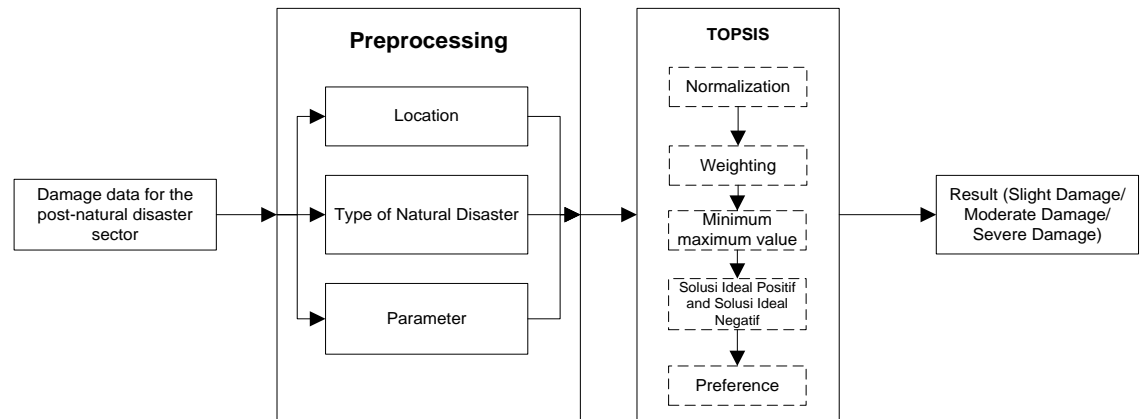 Damage data for the
post-natural disaster
sector
Preprocessing
Location
Type of Natural Disaster
Parameter
TOPSIS
Normalization
Weighting
Minimum
maximum value
Solusi Ideal Positif
and Solusi Ideal
Negatif
Preference
Result (Slight Damage/
Moderate Damage/
Severe Damage)